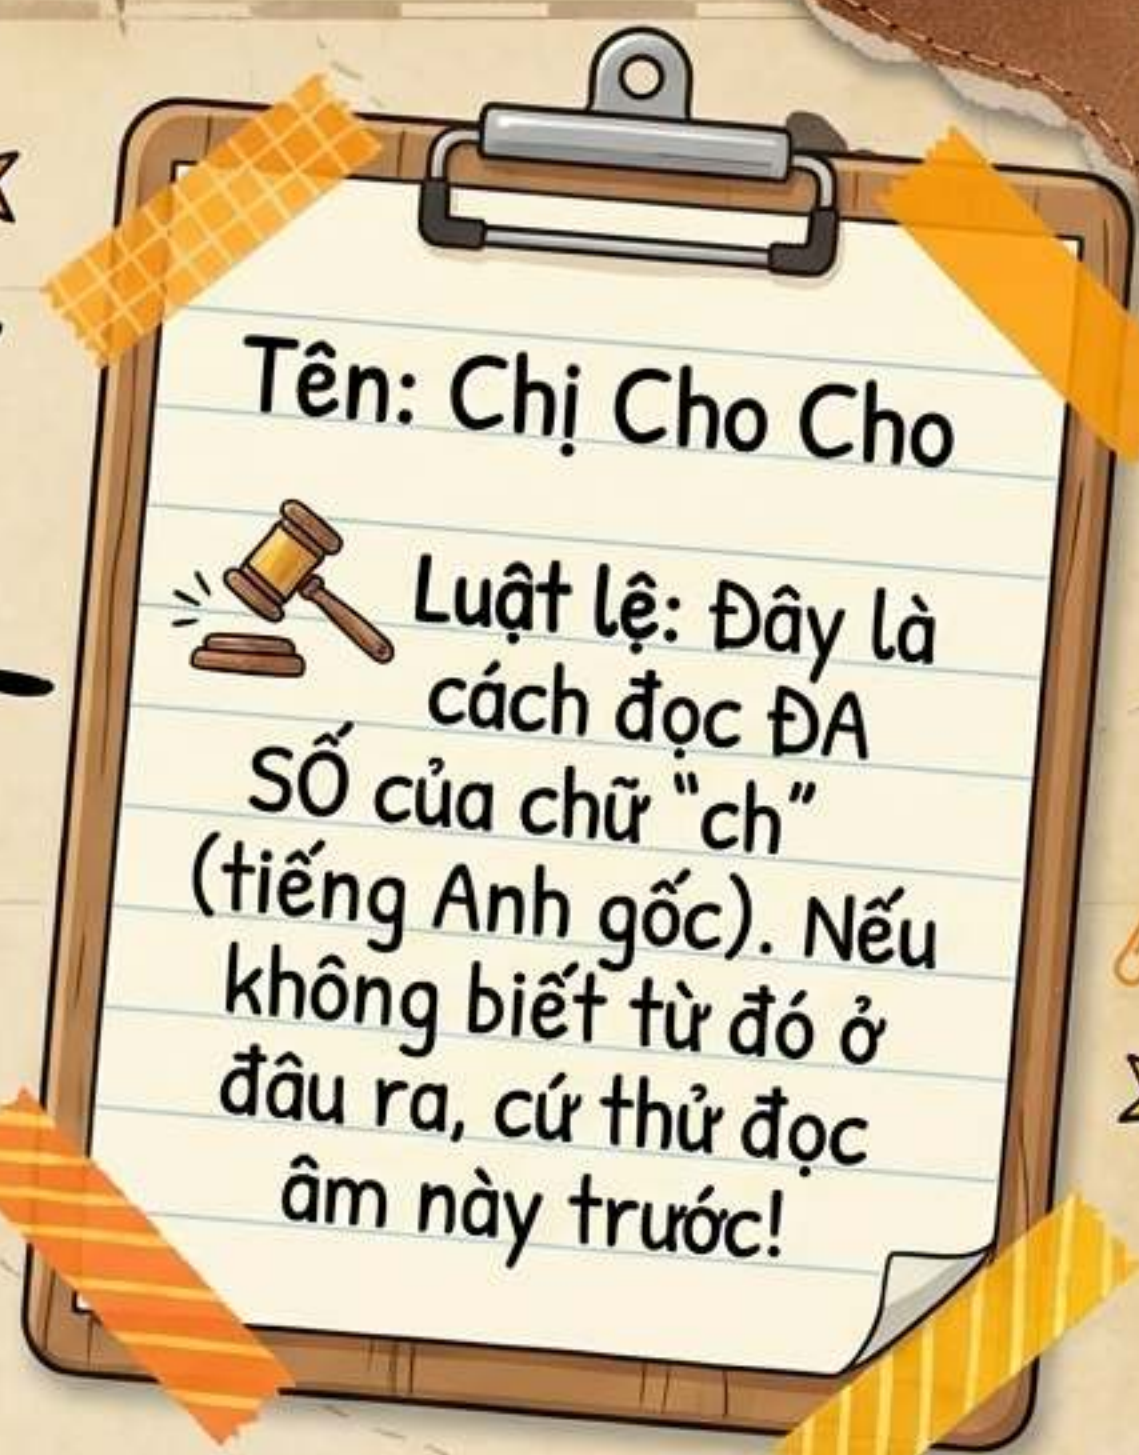 Tên: Chị Cho Cho
Luật lệ: Đây là
cách đọc ĐA
SỐ của chữ "ch"
(tiếng Anh gốc). Nếu
không biết từ đó ở
đâu ra, cứ thử đọc
âm này trước!